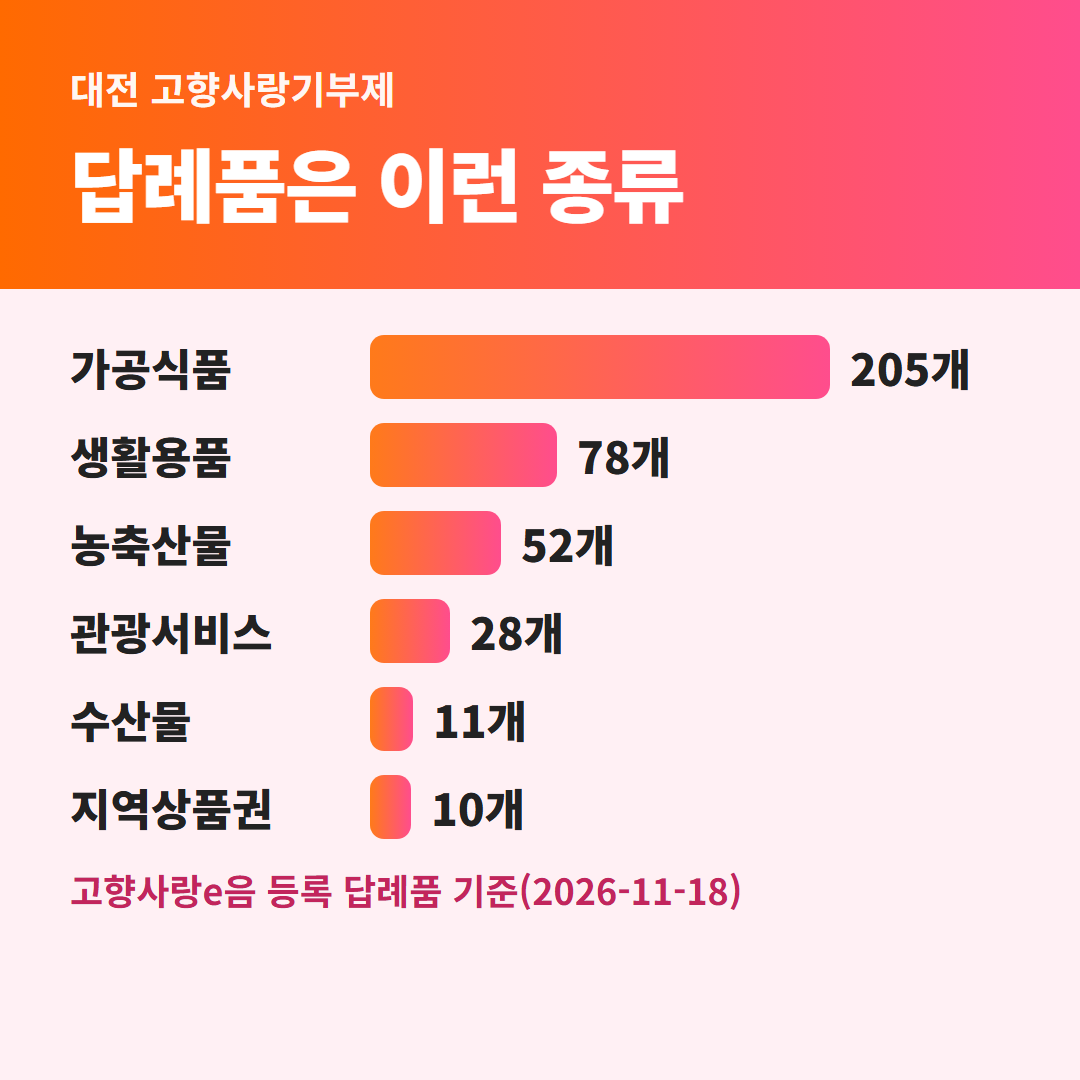 대전 고향사랑기부제
답례품은 이런 종류
가공식품 205개
생활용품 78개
농축산물 52개
관광서비스 28개
수산물 11개
지역상품권 10개
고향사랑e음 등록 답례품 기준(2026-11-18)